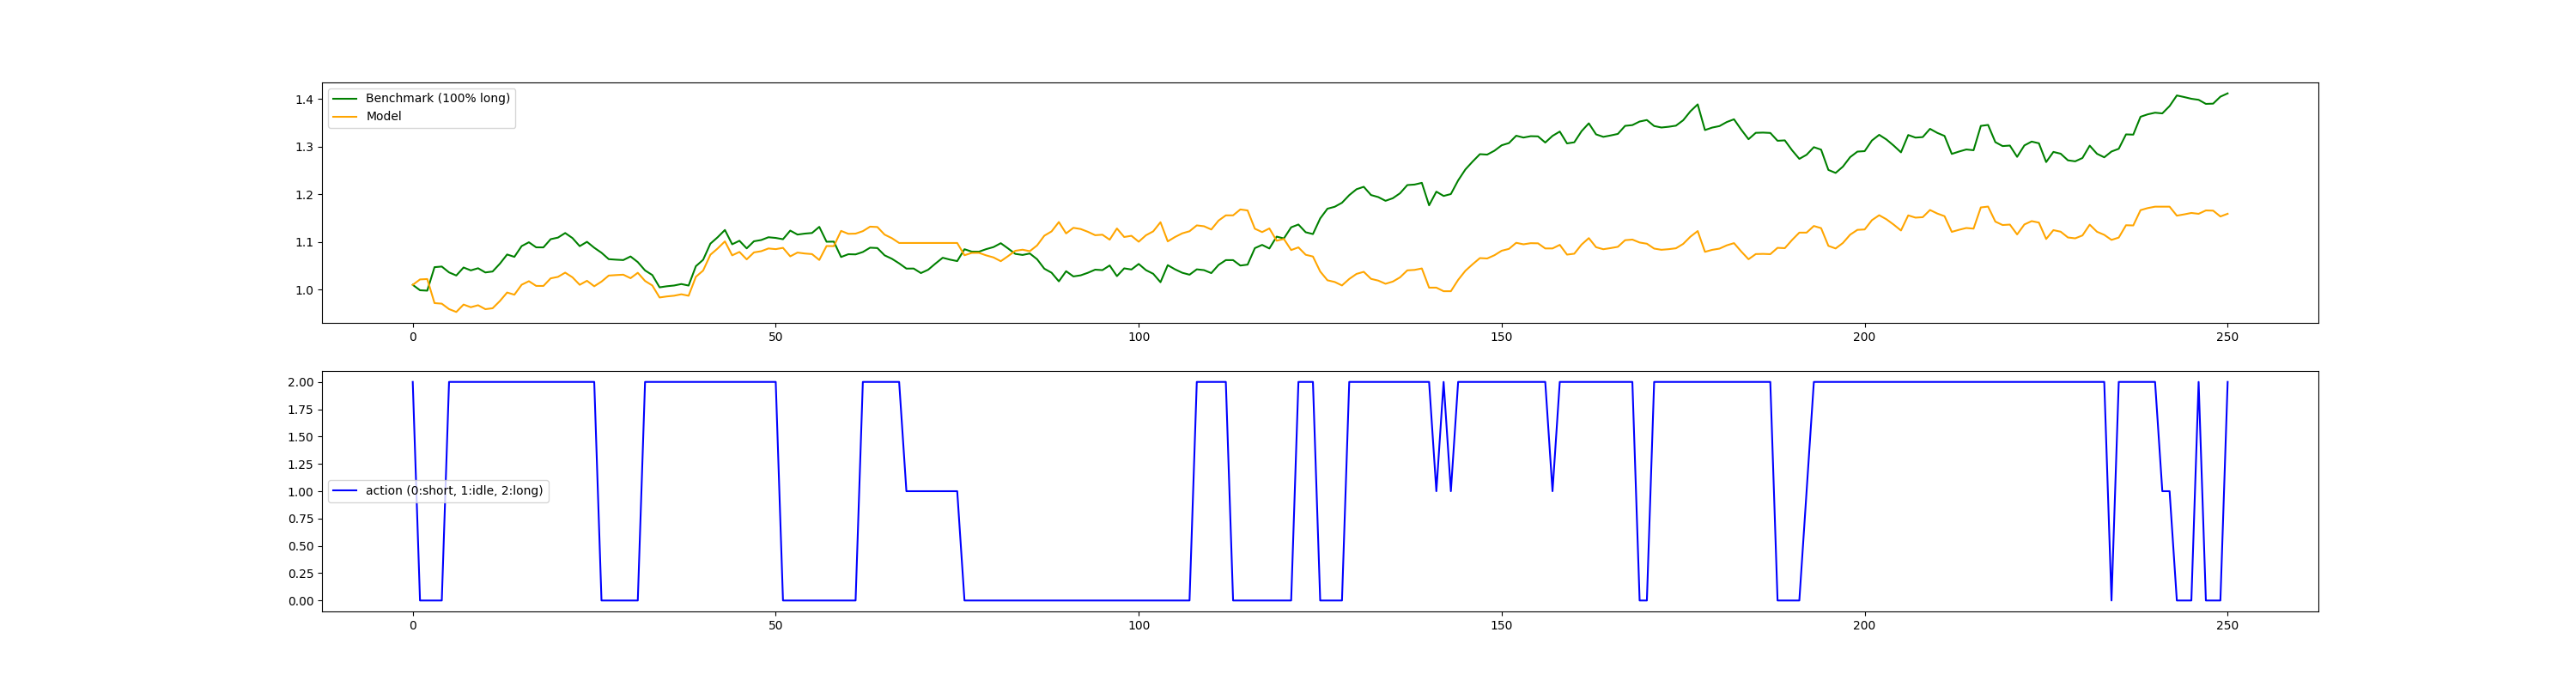 Benchmark (100% long)
Model
1.4
1.3
1.2
1.1
1.0
0 50 100 150 200 250
2.00
1.75
1.50
1.25
1.00
0.75
0.50
0.25
0.00
action (0:short, 1:idle, 2:long)
0 50 100 150 200 250